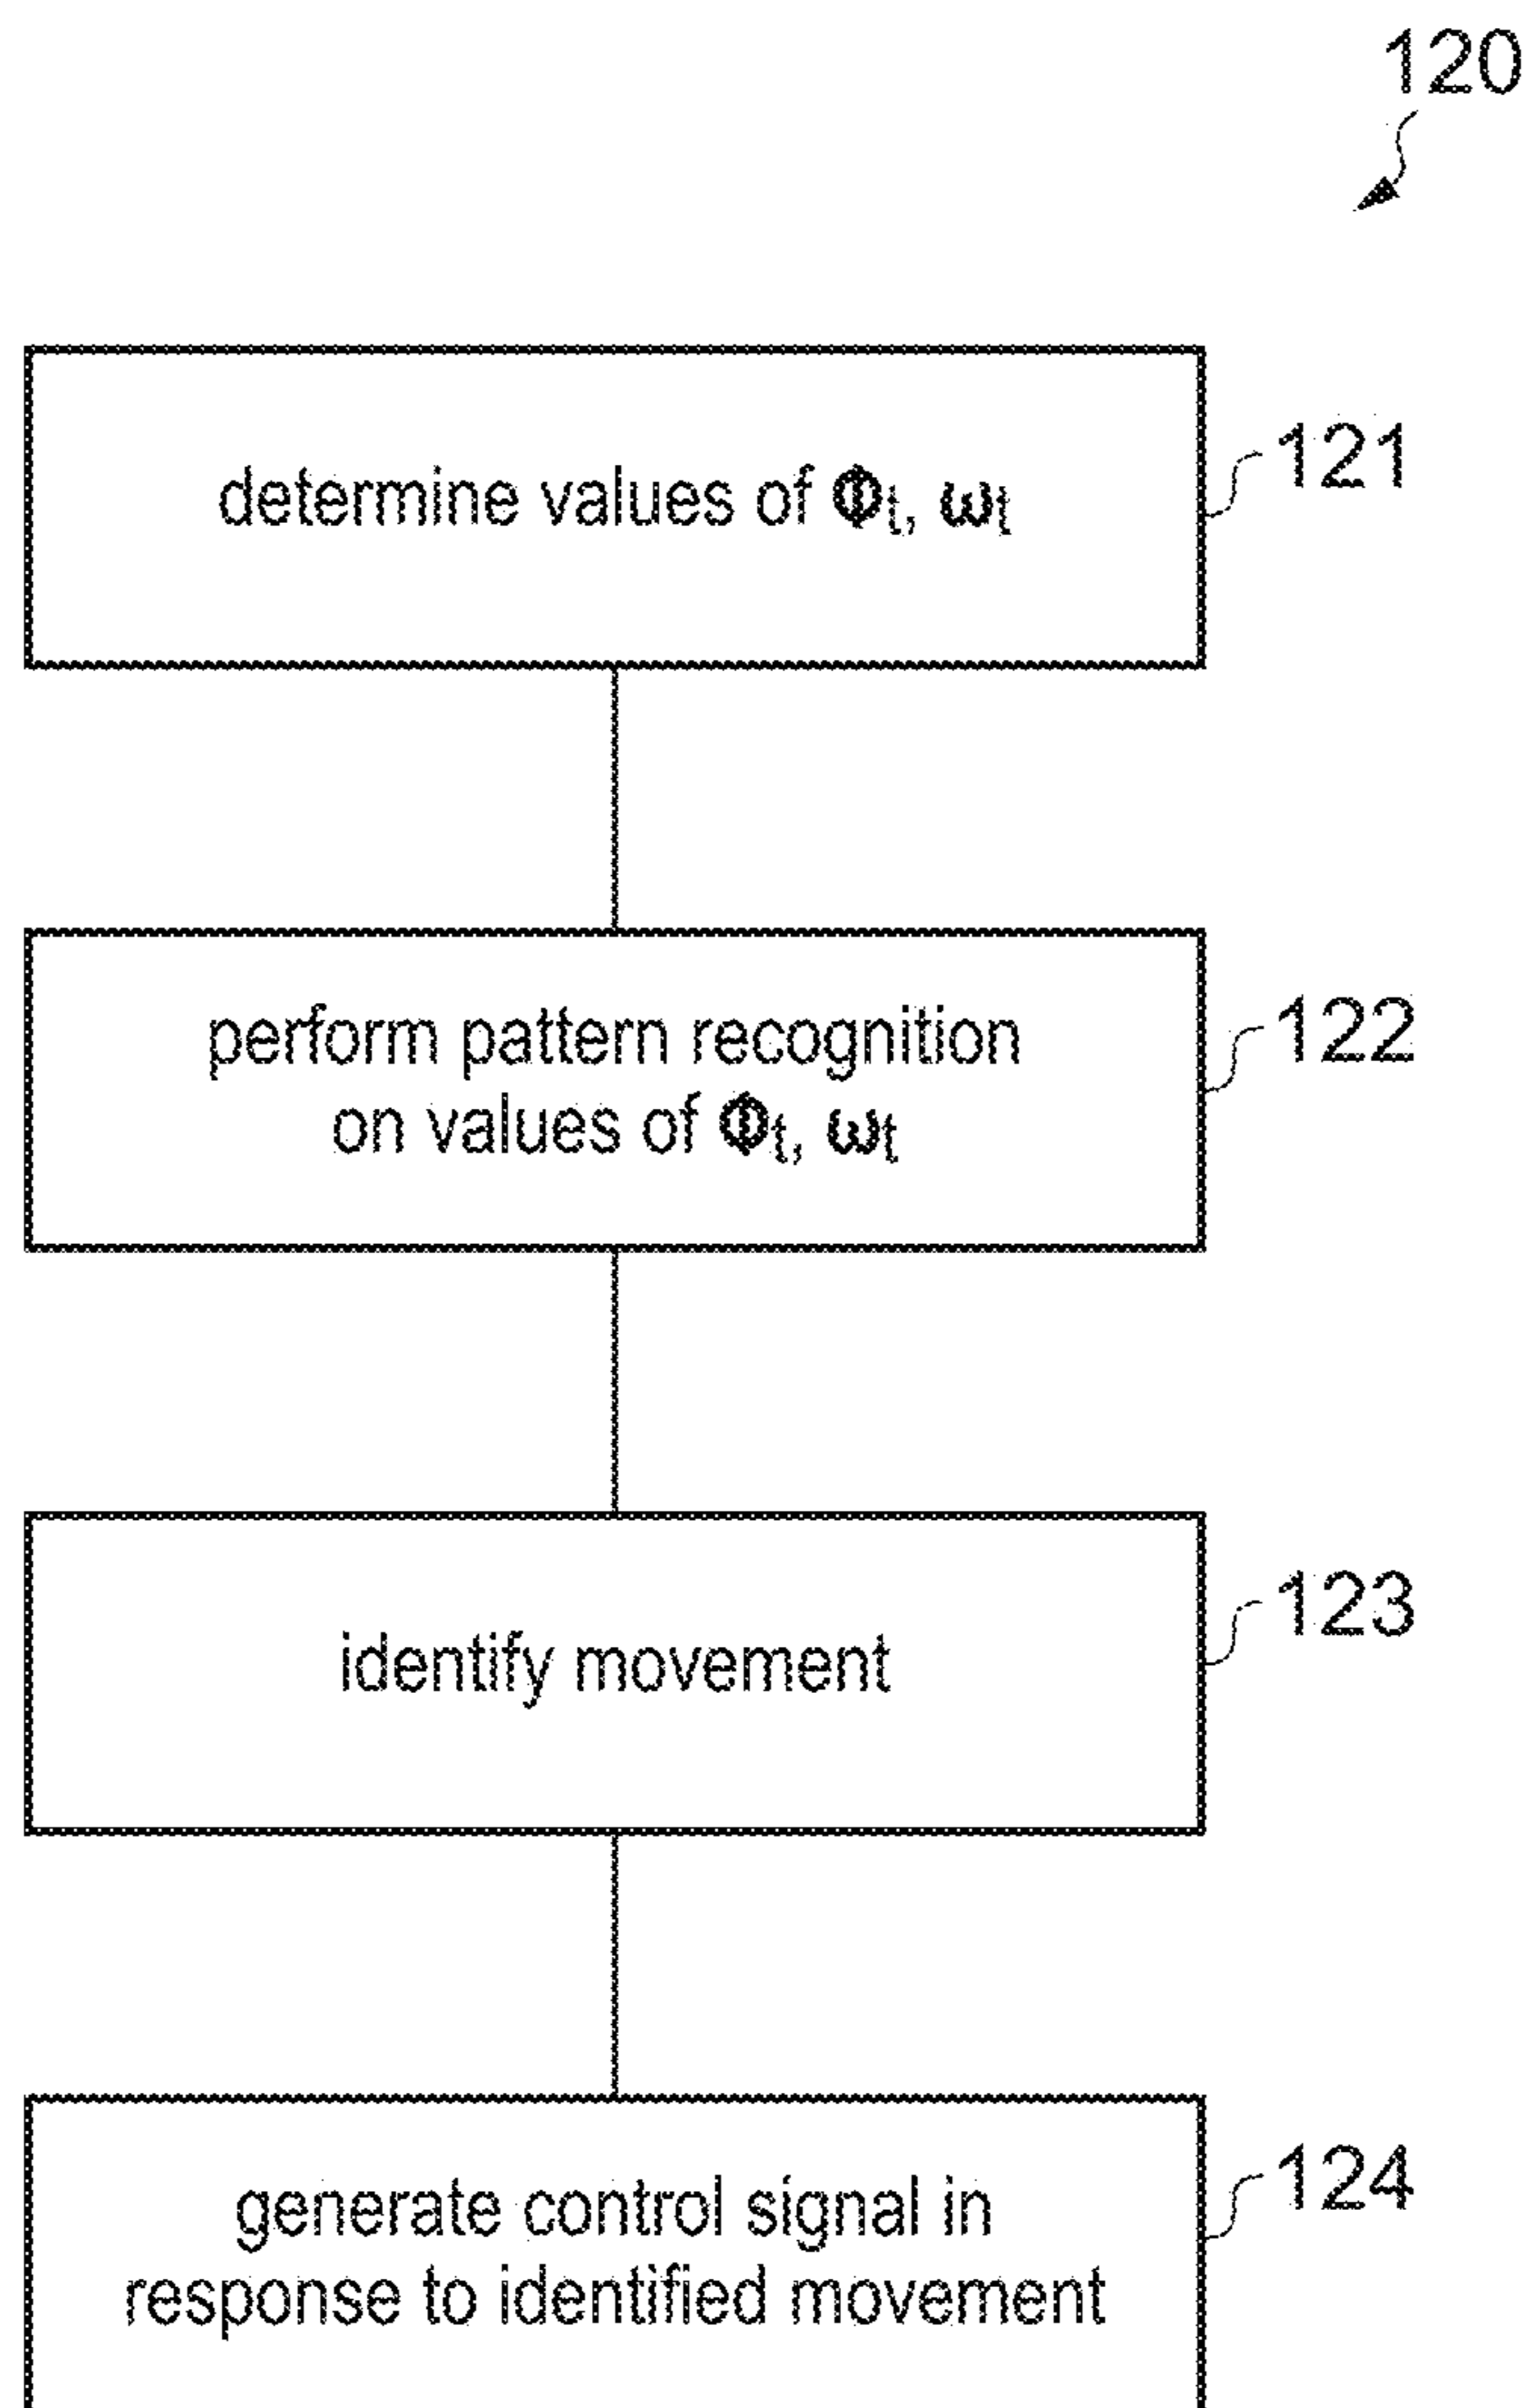 120
determine values of Φt, ωt
121
perform pattern recognition
on values of Φt, ωt
122
identify movement
123
generate control signal in
response to identified movement
124